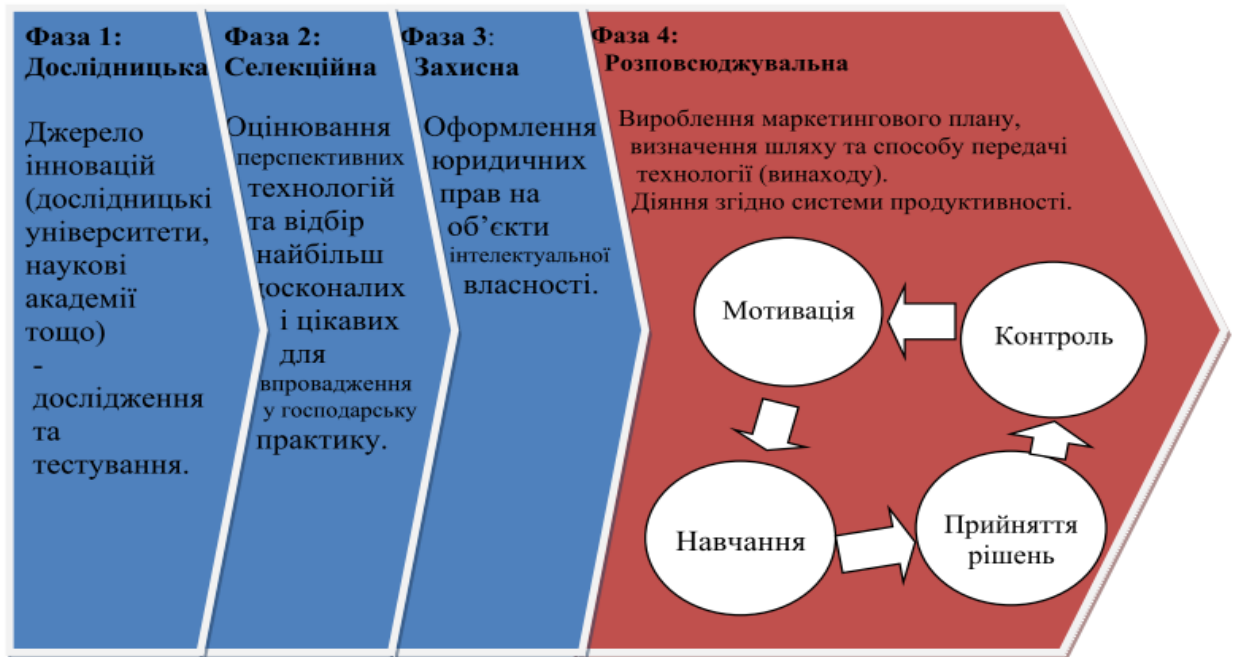 Фаза 1:
Дослідницька
Джерело
інновацій
(дослідницькі
університети,
наукові
академії
тощо)
-
дослідження
та
тестування.
Фаза 2:
Селекційна
Оцінювання
перспективних
технологій
та відбір
найбільш
досконалих
і цікавих
для
впровадження
у господарську
практику.
Фаза 3:
Захисна
Оформлення
юридичних
прав на
об’єкти
інтелектуальної
власності.
Фаза 4:
Розповсюджувальна
Вироблення маркетингового плану,
визначення шляху та способу передачі
технології (винаходу).
Діяння згідно системи продуктивності.
Мотивація
Контроль
Навчання
Прийняття
рішень